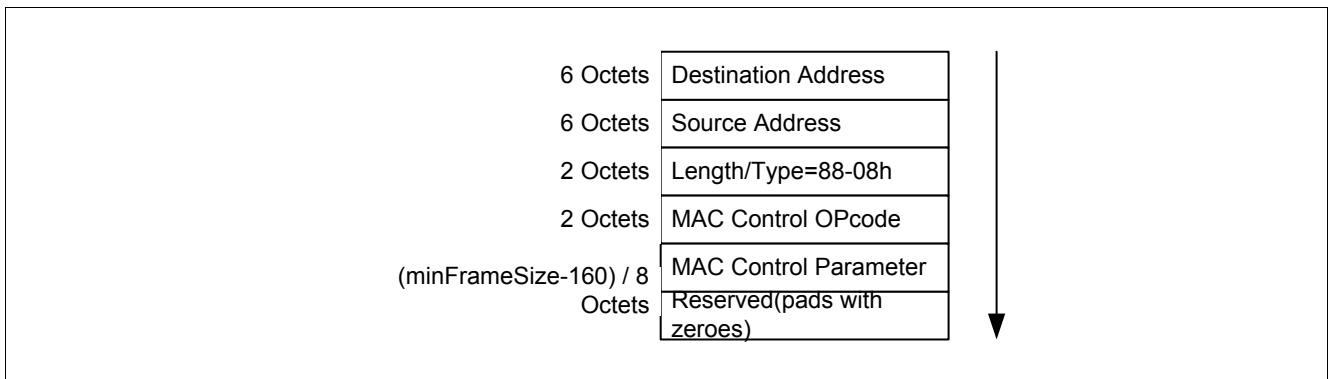 6 Octets Destination Address
6 Octets Source Address
2 Octets Length/Type=88-08h
2 Octets MAC Control OPcode
MAC Control Parameter
(minFrameSize-160) / 8
Octets Reserved(pads with
zeroes)